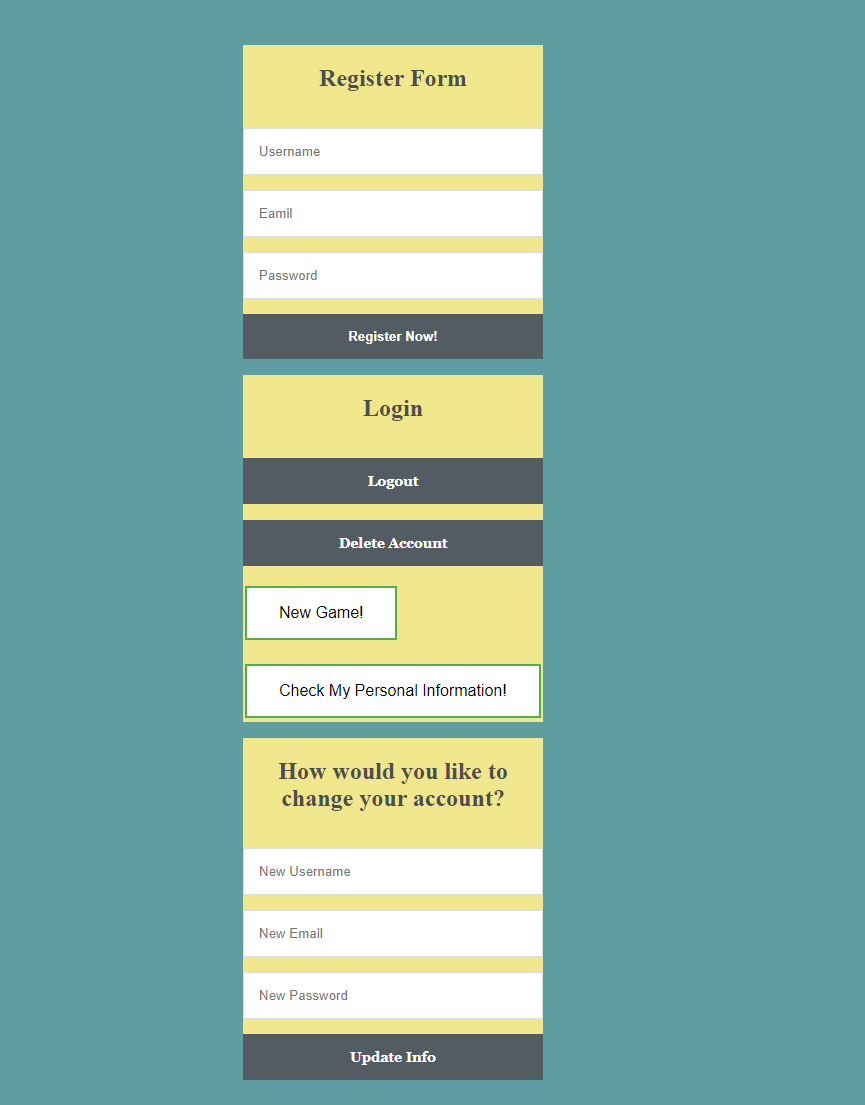 Register Form
Username
Eamil
Password
Register Now!
Login
Logout
Delete Account
New Game!
Check My Personal Information!
How would you like to
change your account?
New Username
New Email
New Password
Update Info